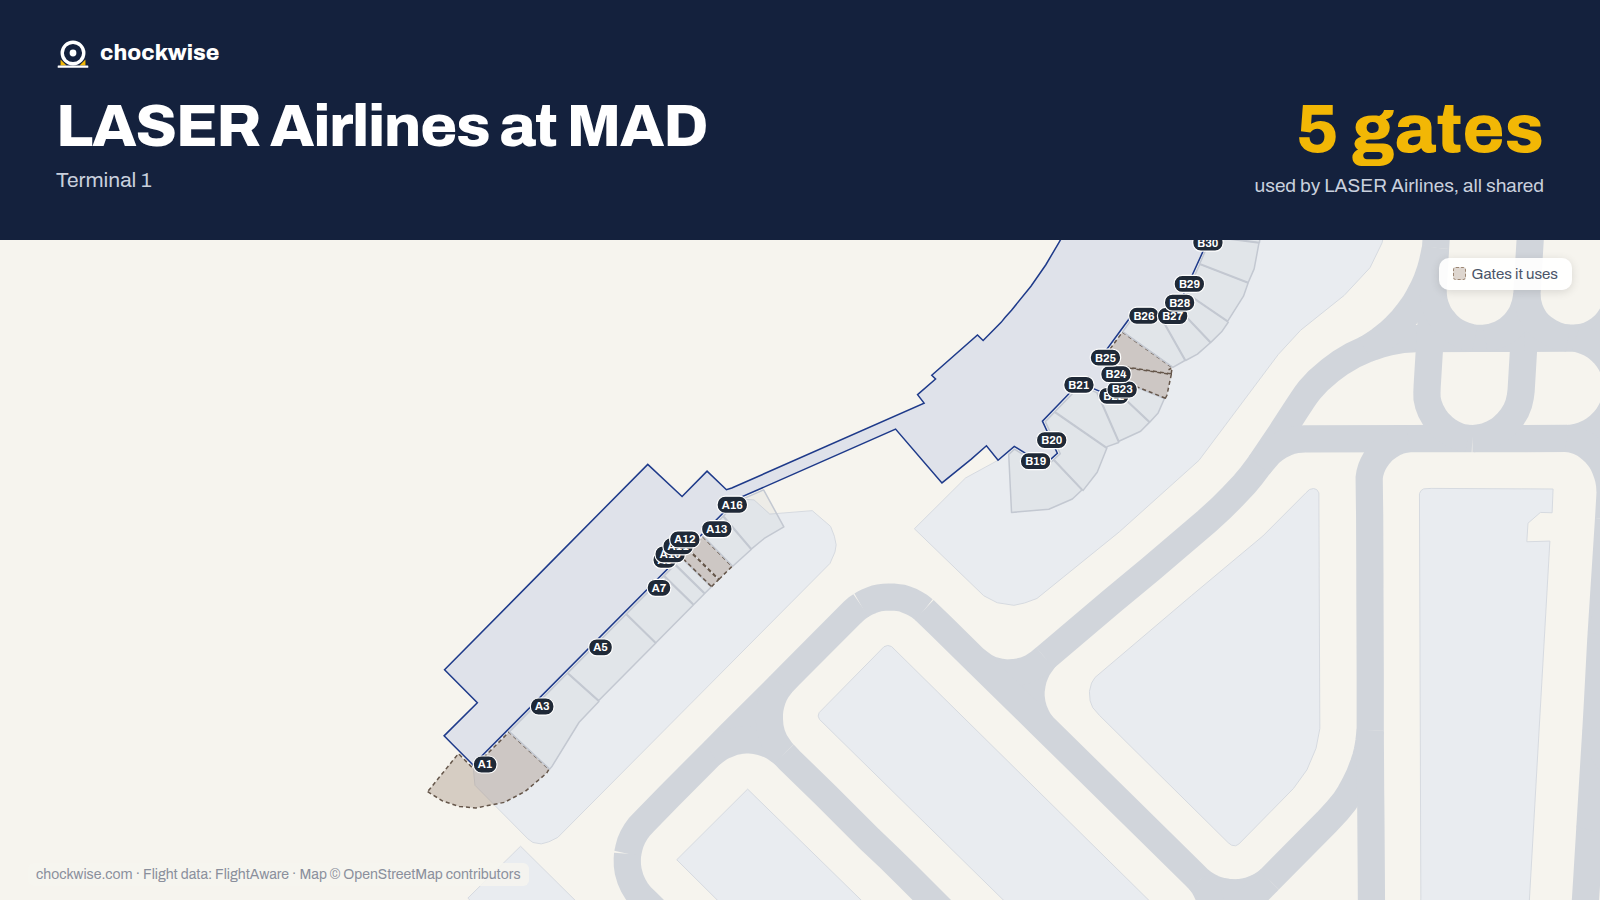 chockwise
LASER Airlines at MAD
Terminal 1
5 gates
used by LASER Airlines, all shared
Gates it uses
B30
B29
B28
B26
B27
B25
B24
B21
B23
B20
B19
A16
A13
A12
A7
A5
A3
A1
chockwise.com · Flight data: FlightAware · Map © OpenStreetMap contributors